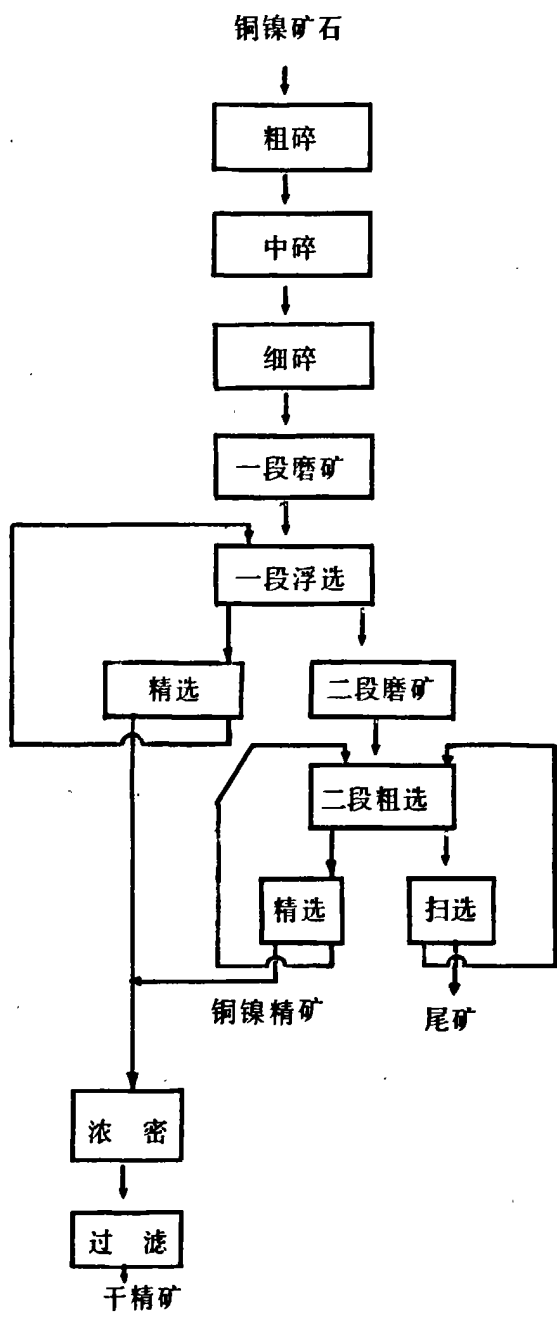 铜镍矿石
粗碎
中碎
细碎
一段磨矿
一段浮选
精选
二段磨矿
二段粗选
精选
扫选
铜镍精矿
尾矿
浓 密
过 滤
干精矿